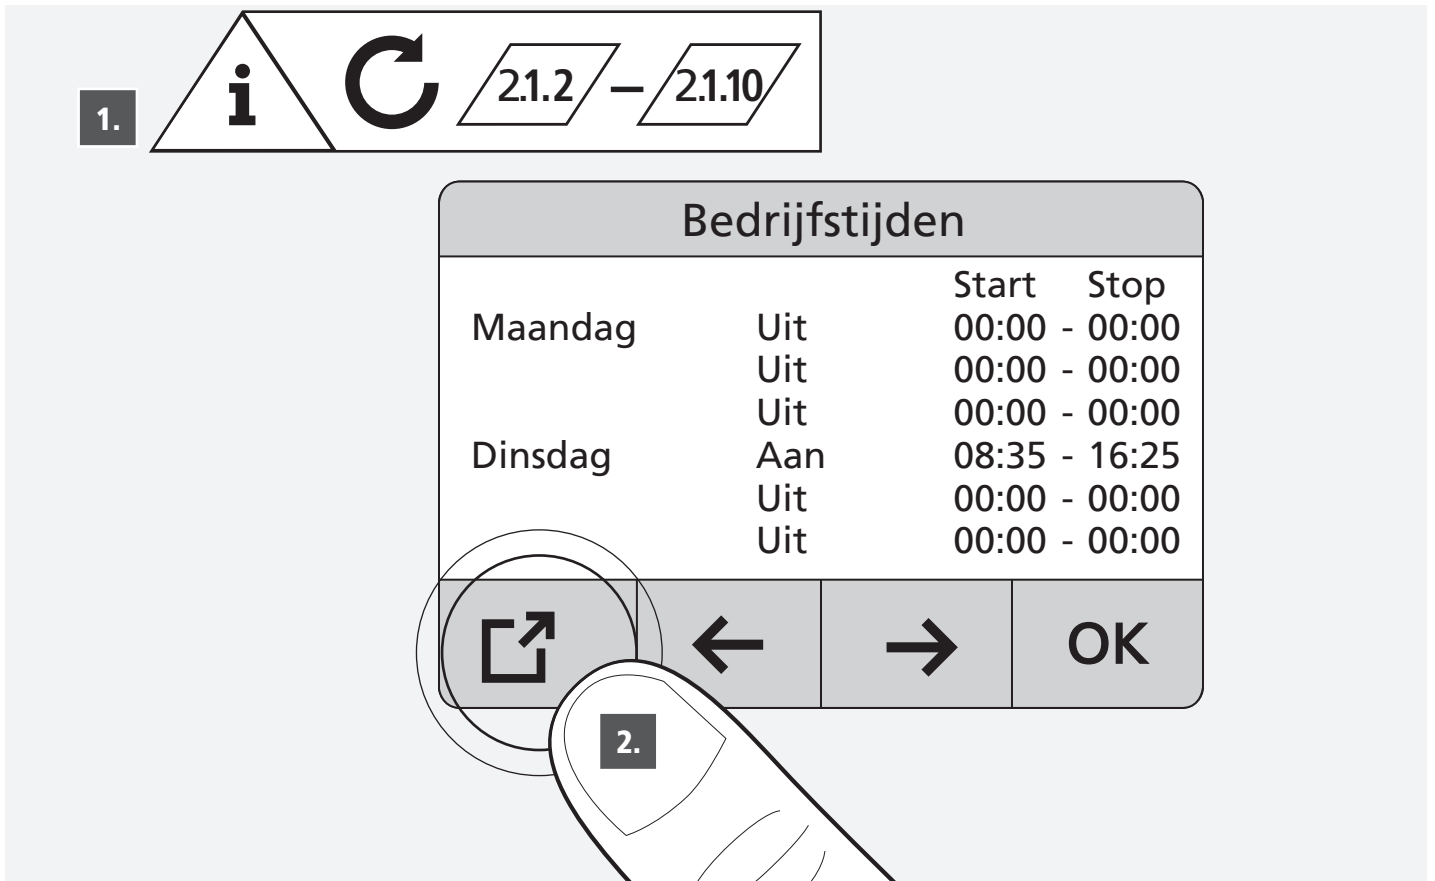 1. i 2.1.2 – 2.1.10
Bedrijfstijden
Start Stop
Maandag Uit 00:00 - 00:00
Uit 00:00 - 00:00
Uit 00:00 - 00:00
Dinsdag Aan 08:35 - 16:25
Uit 00:00 - 00:00
Uit 00:00 - 00:00
OK
2.